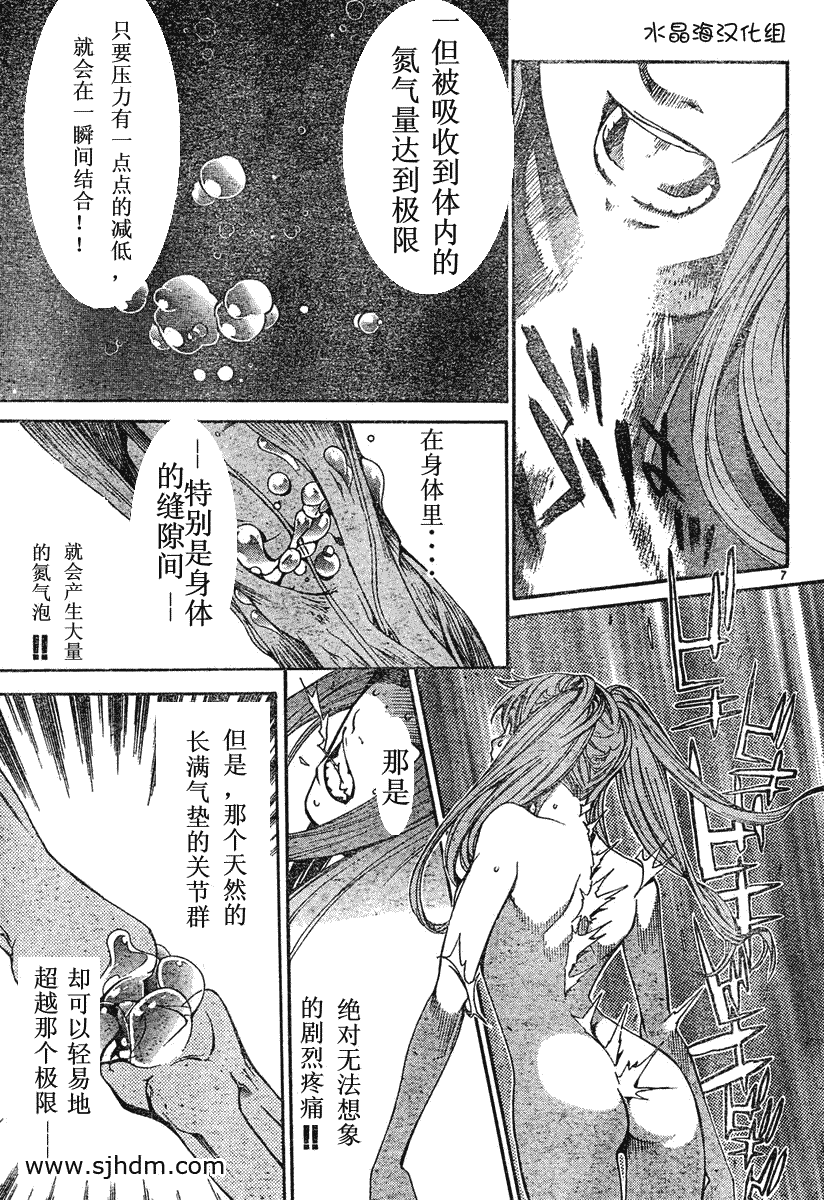 水晶海汉化组
一但被吸收到体内的
氮气量达到极限
只要压力有一点点的减低，
就会在一瞬间结合！！
7
在身体里····
--特别是身体
的缝隙间--
就会产生大量
的氮气泡!!
那是
绝对无法想象
的剧烈疼痛!!
但是，那个天然的
长满气垫的关节群
却可以轻易地
超越那个极限--
www.sjhdm.com